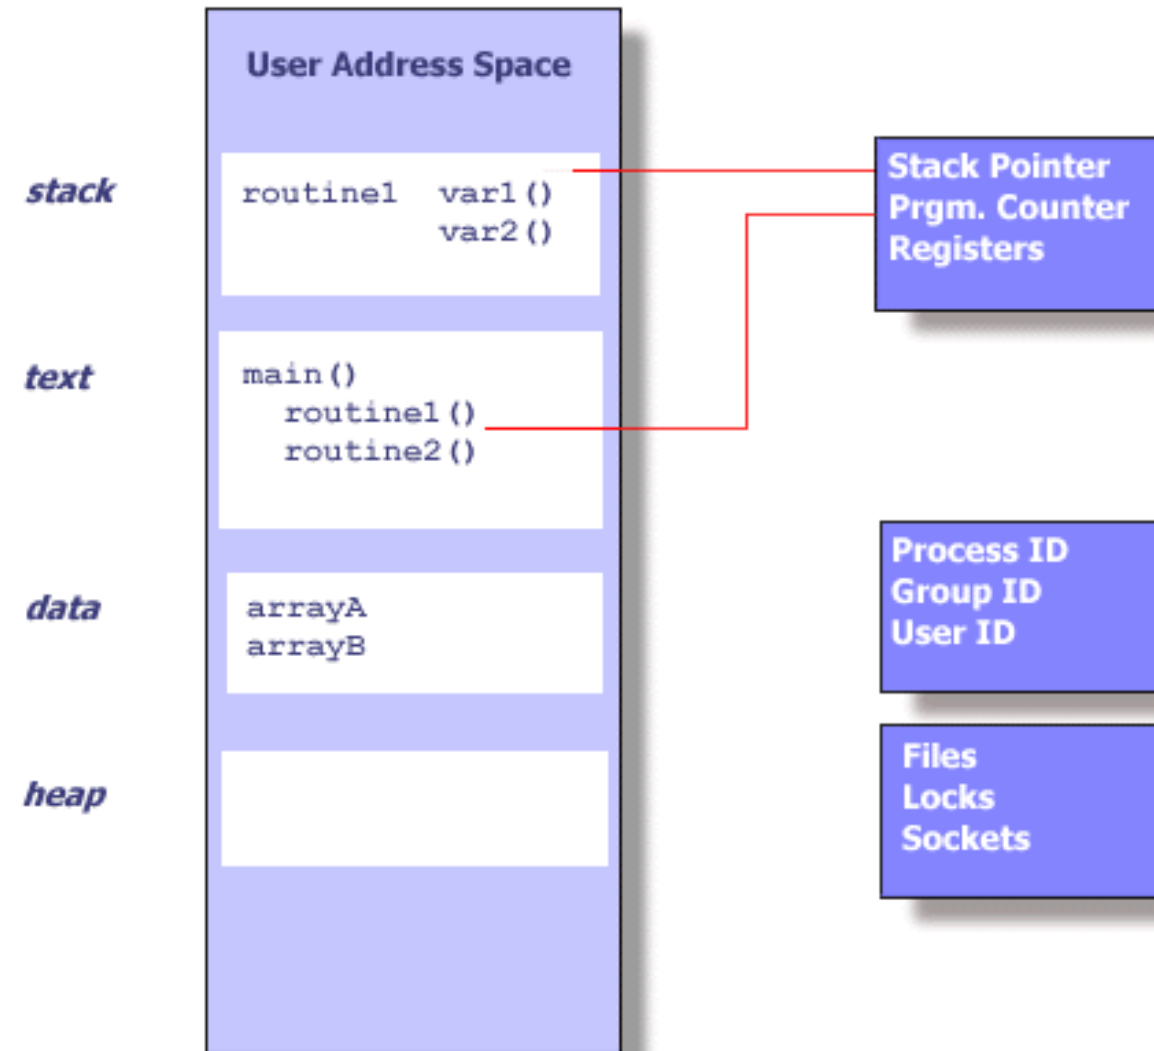 User Address Space
stack
routine1 var1()
var2()
text
main()
routine1()
routine2()
data
arrayA
arrayB
heap
Stack Pointer
Prgm. Counter
Registers
Process ID
Group ID
User ID
Files
Locks
Sockets